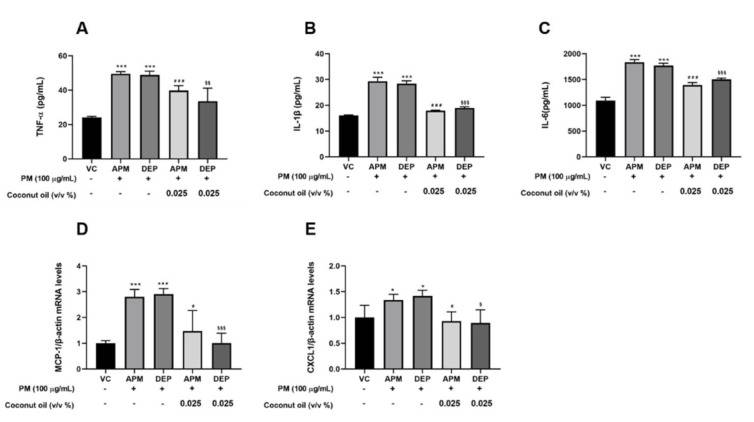 A
TNF-α (pg/mL)
60
40
20
0
*** *** ### §§
VC APM DEP APM DEP
PM (100 μg/mL) - + + + +
Coconut oil (v/v %) - - - 0.025 0.025
B
IL-1β (pg/mL)
40
30
20
10
0
*** *** ### §§§
VC APM DEP APM DEP
PM (100 μg/mL) - + + + +
Coconut oil (v/v %) - - - 0.025 0.025
C
IL-6(pg/mL)
2000
1500
1000
500
0
*** *** ### §§§
VC APM DEP APM DEP
PM (100 μg/mL) - + + + +
Coconut oil (v/v %) - - - 0.025 0.025
D
MCP-1/β-actin mRNA levels
4
3
2
1
0
*** *** # §§§
VC APM DEP APM DEP
PM (100 μg/mL) - + + + +
Coconut oil (v/v %) - - - 0.025 0.025
E
CXCL1/β-actin mRNA levels
2.0
1.5
1.0
0.5
0.0
* * §
VC APM DEP APM DEP
PM (100 μg/mL) - + + + +
Coconut oil (v/v %) - - - 0.025 0.025